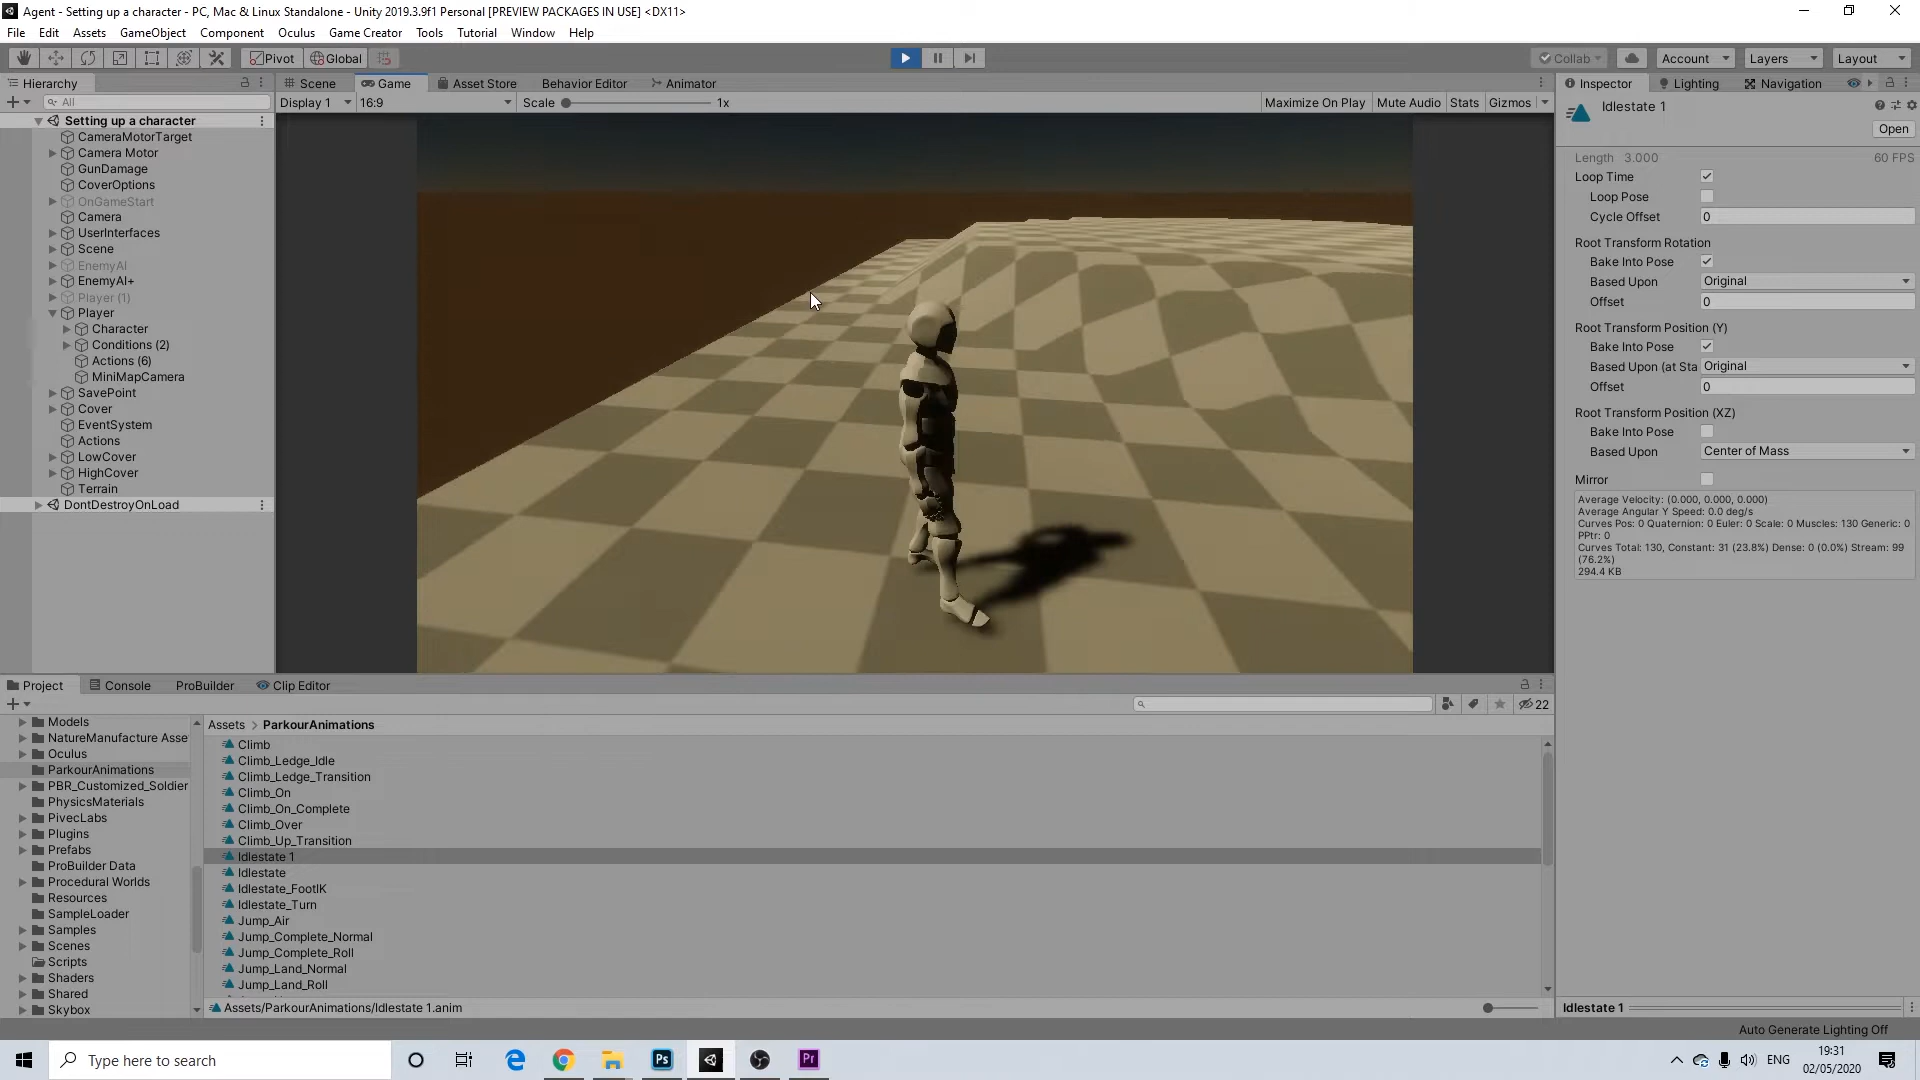 Agent - Setting up a character - PC, Mac & Linux Standalone - Unity 2019.3.9f1 Personal [PREVIEW PACKAGES IN USE] <DX11>
File Edit Assets GameObject Component Oculus Game Creator Tools Tutorial Window Help
Pivot Global Collab Account Layers Layout
Hierarchy
All
Setting up a character
CameraMotorTarget
Camera Motor
GunDamage
CoverOptions
OnGameStart
Camera
UserInterfaces
Scene
EnemyAI
EnemyAI+
Player (1)
Player
Character
Conditions (2)
Actions (6)
MiniMapCamera
SavePoint
Cover
EventSystem
Actions
LowCover
HighCover
Terrain
DontDestroyOnLoad
Scene Game Asset Store Behavior Editor Animator
Display 1 16:9 Scale 1x Maximize On Play Mute Audio Stats Gizmos
Inspector Lighting Navigation
Idlestate 1
Open
Length 3.000 60 FPS
Loop Time
Loop Pose
Cycle Offset 0
Root Transform Rotation
Bake Into Pose
Based Upon Original
Offset 0
Root Transform Position (Y)
Bake Into Pose
Based Upon (at Sta Original
Offset 0
Root Transform Position (XZ)
Bake Into Pose
Based Upon Center of Mass
Mirror
Average Velocity: (0.000, 0.000, 0.000)
Average Angular Y Speed: 0.0 deg/s
Curves Pos: 0 Quaternion: 0 Euler: 0 Scale: 0 Muscles: 130 Generic: 0
PPtr: 0
Curves Total: 130, Constant: 31 (23.8%) Dense: 0 (0.0%) Stream: 99
(76.2%)
294.4 KB
Project Console ProBuilder Clip Editor
22
Models
NatureManufacture Asse
Oculus
ParkourAnimations
PBR_Customized_Soldier
PhysicsMaterials
PivecLabs
Plugins
Prefabs
ProBuilder Data
Procedural Worlds
Resources
SampleLoader
Samples
Scenes
Scripts
Shaders
Shared
Skybox
Assets > ParkourAnimations
Climb
Climb_Ledge_Idle
Climb_Ledge_Transition
Climb_On
Climb_On_Complete
Climb_Over
Climb_Up_Transition
Idlestate 1
Idlestate
Idlestate_FootIK
Idlestate_Turn
Jump_Air
Jump_Complete_Normal
Jump_Complete_Roll
Jump_Land_Normal
Jump_Land_Roll
Assets/ParkourAnimations/Idlestate 1.anim
Idlestate 1
Auto Generate Lighting Off
Type here to search
Ps
Pr
ENG
19:31
02/05/2020